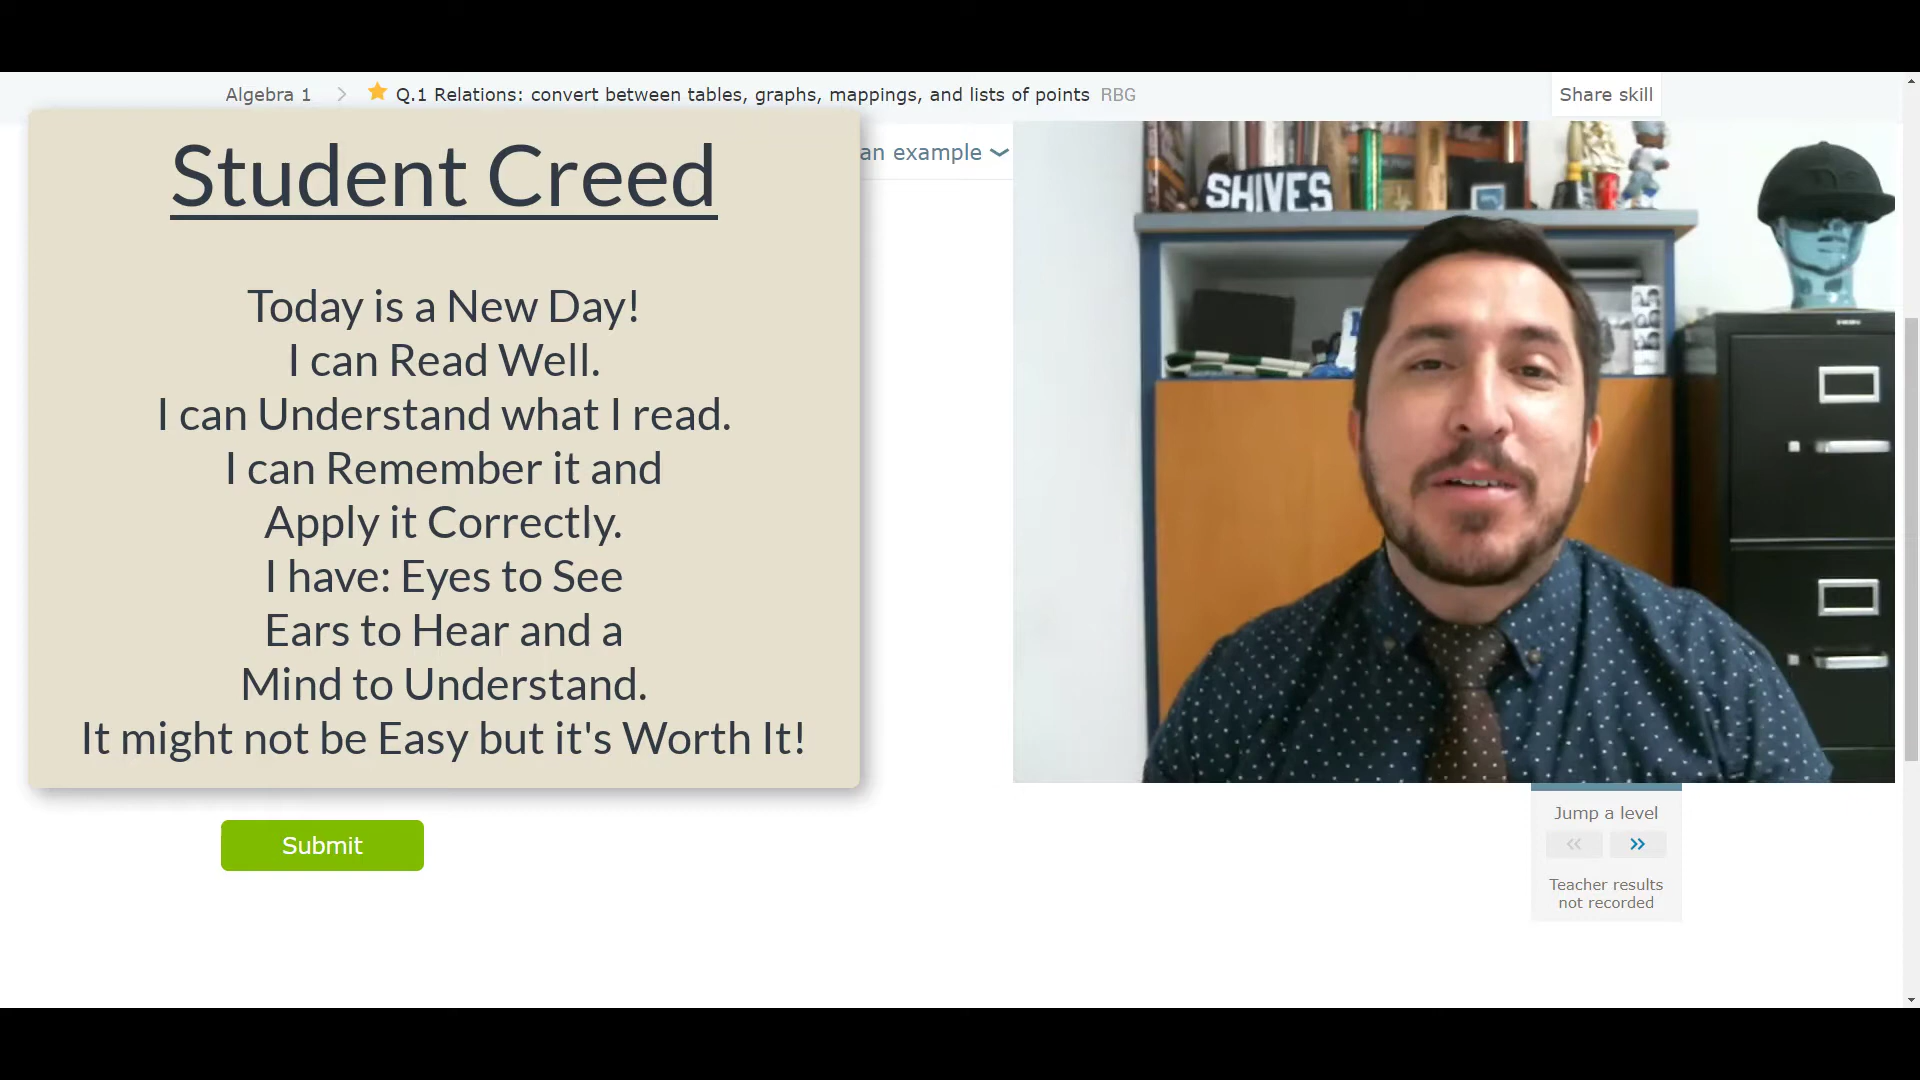 Algebra 1 > Q.1 Relations: convert between tables, graphs, mappings, and lists of points RBG
Share skill
an example
Student Creed
Today is a New Day!
I can Read Well.
I can Understand what I read.
I can Remember it and
Apply it Correctly.
I have: Eyes to See
Ears to Hear and a
Mind to Understand.
It might not be Easy but it's Worth It!
SHIVES
Submit
Jump a level
Teacher results
not recorded